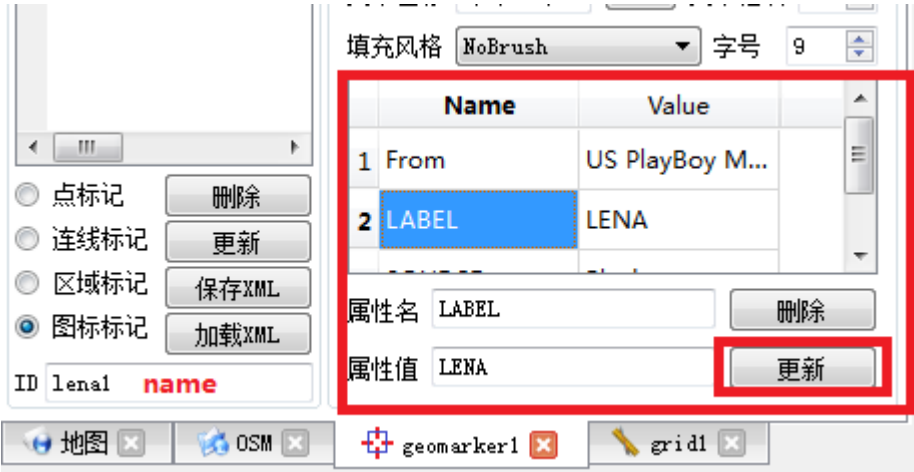 填充风格 NoBrush 字号 9
Name Value
1 From US PlayBoy M...
2 LABEL LENA
点标记 删除
连线标记 更新
区域标记 保存XML
图标标记 加载XML
ID lena1 name
属性名 LABEL 删除
属性值 LENA 更新
地图 OSM geomarker1 grid1